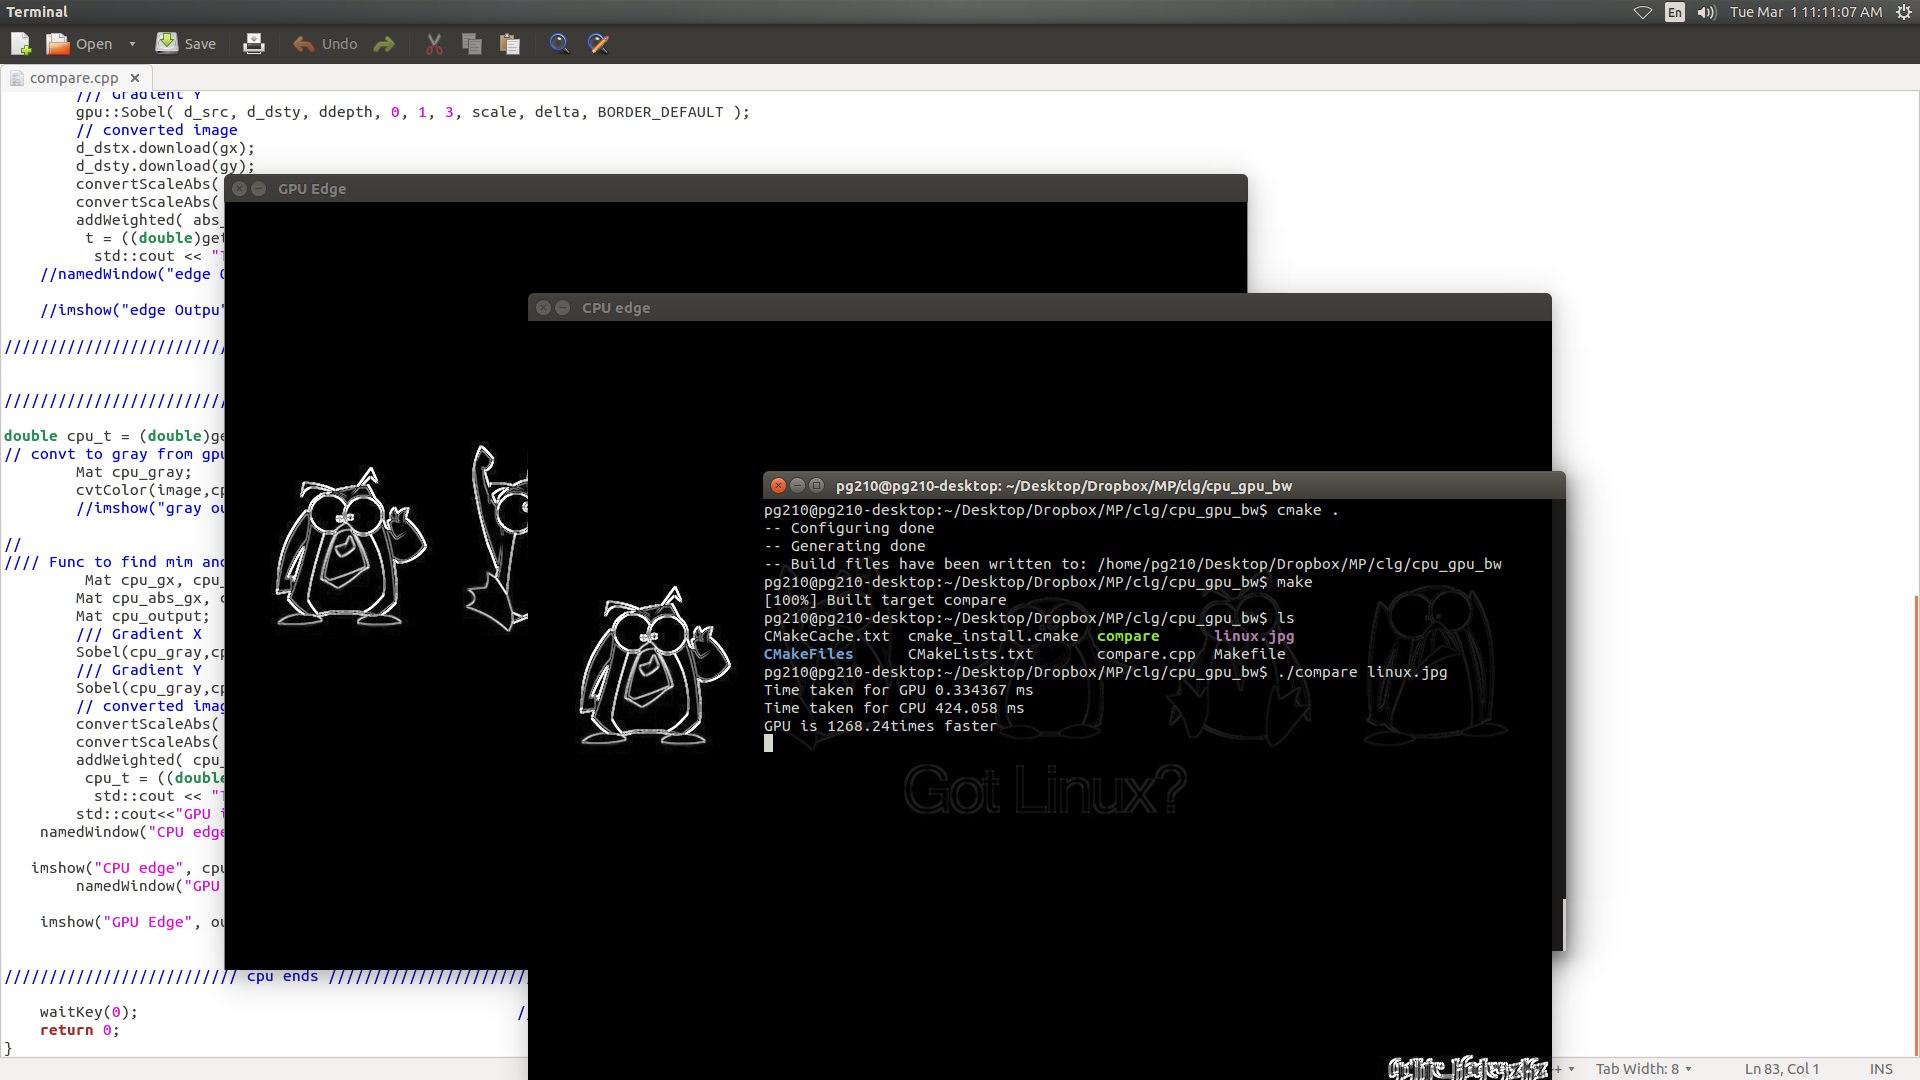 Terminal
En
Tue Mar 1 11:11:07 AM
Open
Save
Undo
compare.cpp
/// Gradient Y
gpu::Sobel( d_src, d_dsty, ddepth, 0, 1, 3, scale, delta, BORDER_DEFAULT );
// converted image
d_dstx.download(gx);
d_dsty.download(gy);
convertScaleAbs(
convertScaleAbs(
addWeighted( abs_
t = ((double)get
std::cout << "T
//namedWindow("edge O
//imshow("edge Outpu"
/////////////////////////
/////////////////////////
double cpu_t = (double)ge
// convt to gray from gpu
Mat cpu_gray;
cvtColor(image,cp
//imshow("gray ou
//
//// Func to find mim and
Mat cpu_gx, cpu_
Mat cpu_abs_gx, c
Mat cpu_output;
/// Gradient X
Sobel(cpu_gray,cp
/// Gradient Y
Sobel(cpu_gray,cp
// converted imag
convertScaleAbs(
convertScaleAbs(
addWeighted( cpu_
cpu_t = ((double
std::cout << "T
std::cout<<"GPU i
namedWindow("CPU edge
imshow("CPU edge", cpu
namedWindow("GPU
imshow("GPU Edge", ou
////////////////////////// cpu ends //////////////////////
waitKey(0);
return 0;
}
GPU Edge
CPU edge
pg210@pg210-desktop: ~/Desktop/Dropbox/MP/clg/cpu_gpu_bw
pg210@pg210-desktop:~/Desktop/Dropbox/MP/clg/cpu_gpu_bw$ cmake .
-- Configuring done
-- Generating done
-- Build files have been written to: /home/pg210/Desktop/Dropbox/MP/clg/cpu_gpu_bw
pg210@pg210-desktop:~/Desktop/Dropbox/MP/clg/cpu_gpu_bw$ make
[100%] Built target compare
pg210@pg210-desktop:~/Desktop/Dropbox/MP/clg/cpu_gpu_bw$ ls
CMakeCache.txt cmake_install.cmake compare linux.jpg
CMakeFiles CMakeLists.txt compare.cpp Makefile
pg210@pg210-desktop:~/Desktop/Dropbox/MP/clg/cpu_gpu_bw$ ./compare linux.jpg
Time taken for GPU 0.334367 ms
Time taken for CPU 424.058 ms
GPU is 1268.24times faster
Got Linux?
Tab Width: 8
Ln 83, Col 1
INS